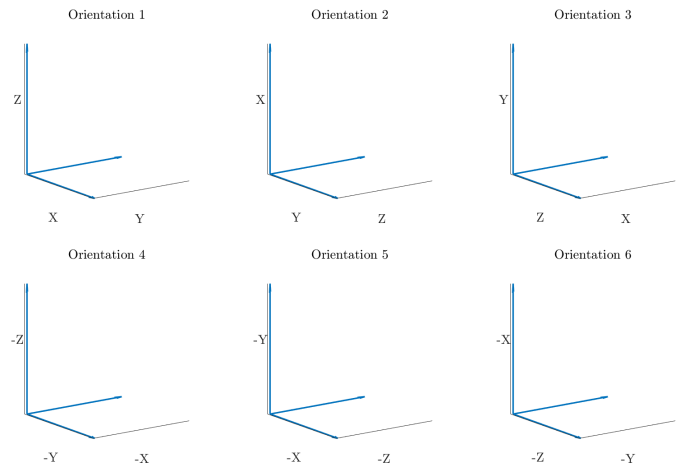 Orientation 1
Orientation 2
Orientation 3
Z
X
Y
X
Y
Y
Z
Z
X
Orientation 4
Orientation 5
Orientation 6
-Z
-Y
-X
-Y
-X
-X
-Z
-Z
-Y